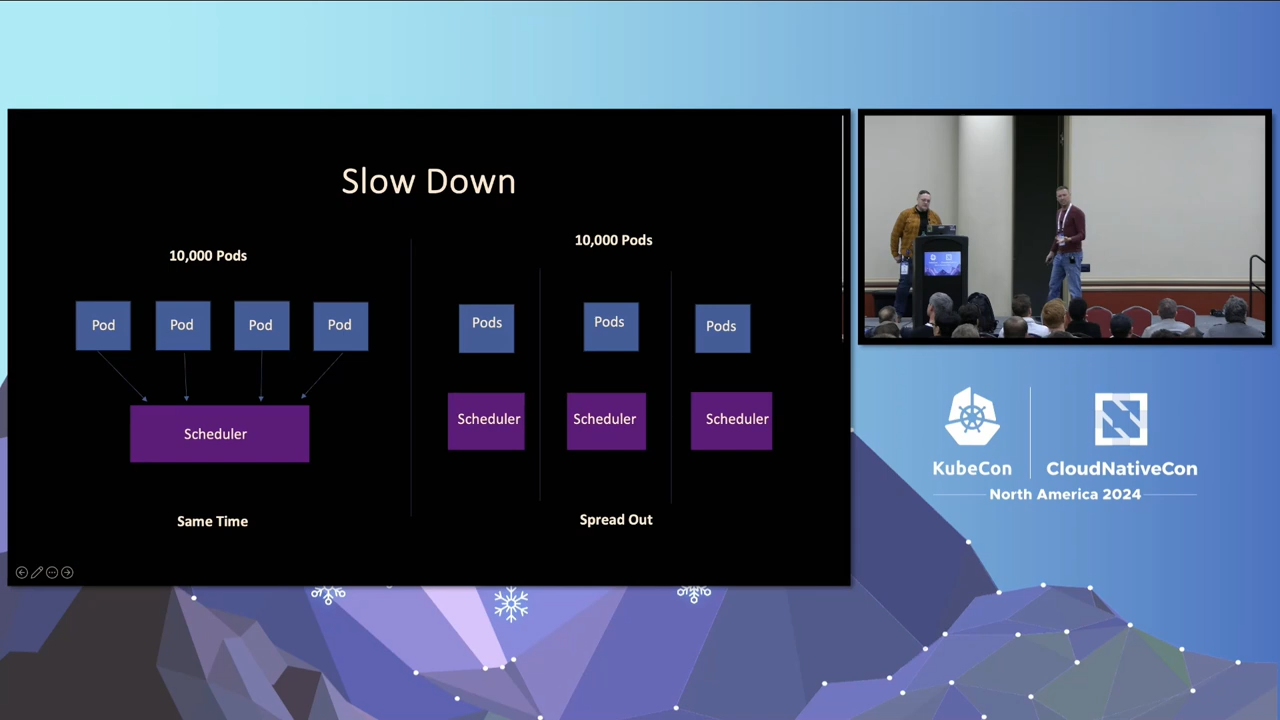 Slow Down
10,000 Pods
Pod
Pod
Pod
Pod
Scheduler
Same Time
10,000 Pods
Pods
Pods
Pods
Scheduler
Scheduler
Scheduler
Spread Out
KubeCon
CloudNativeCon
North America 2024